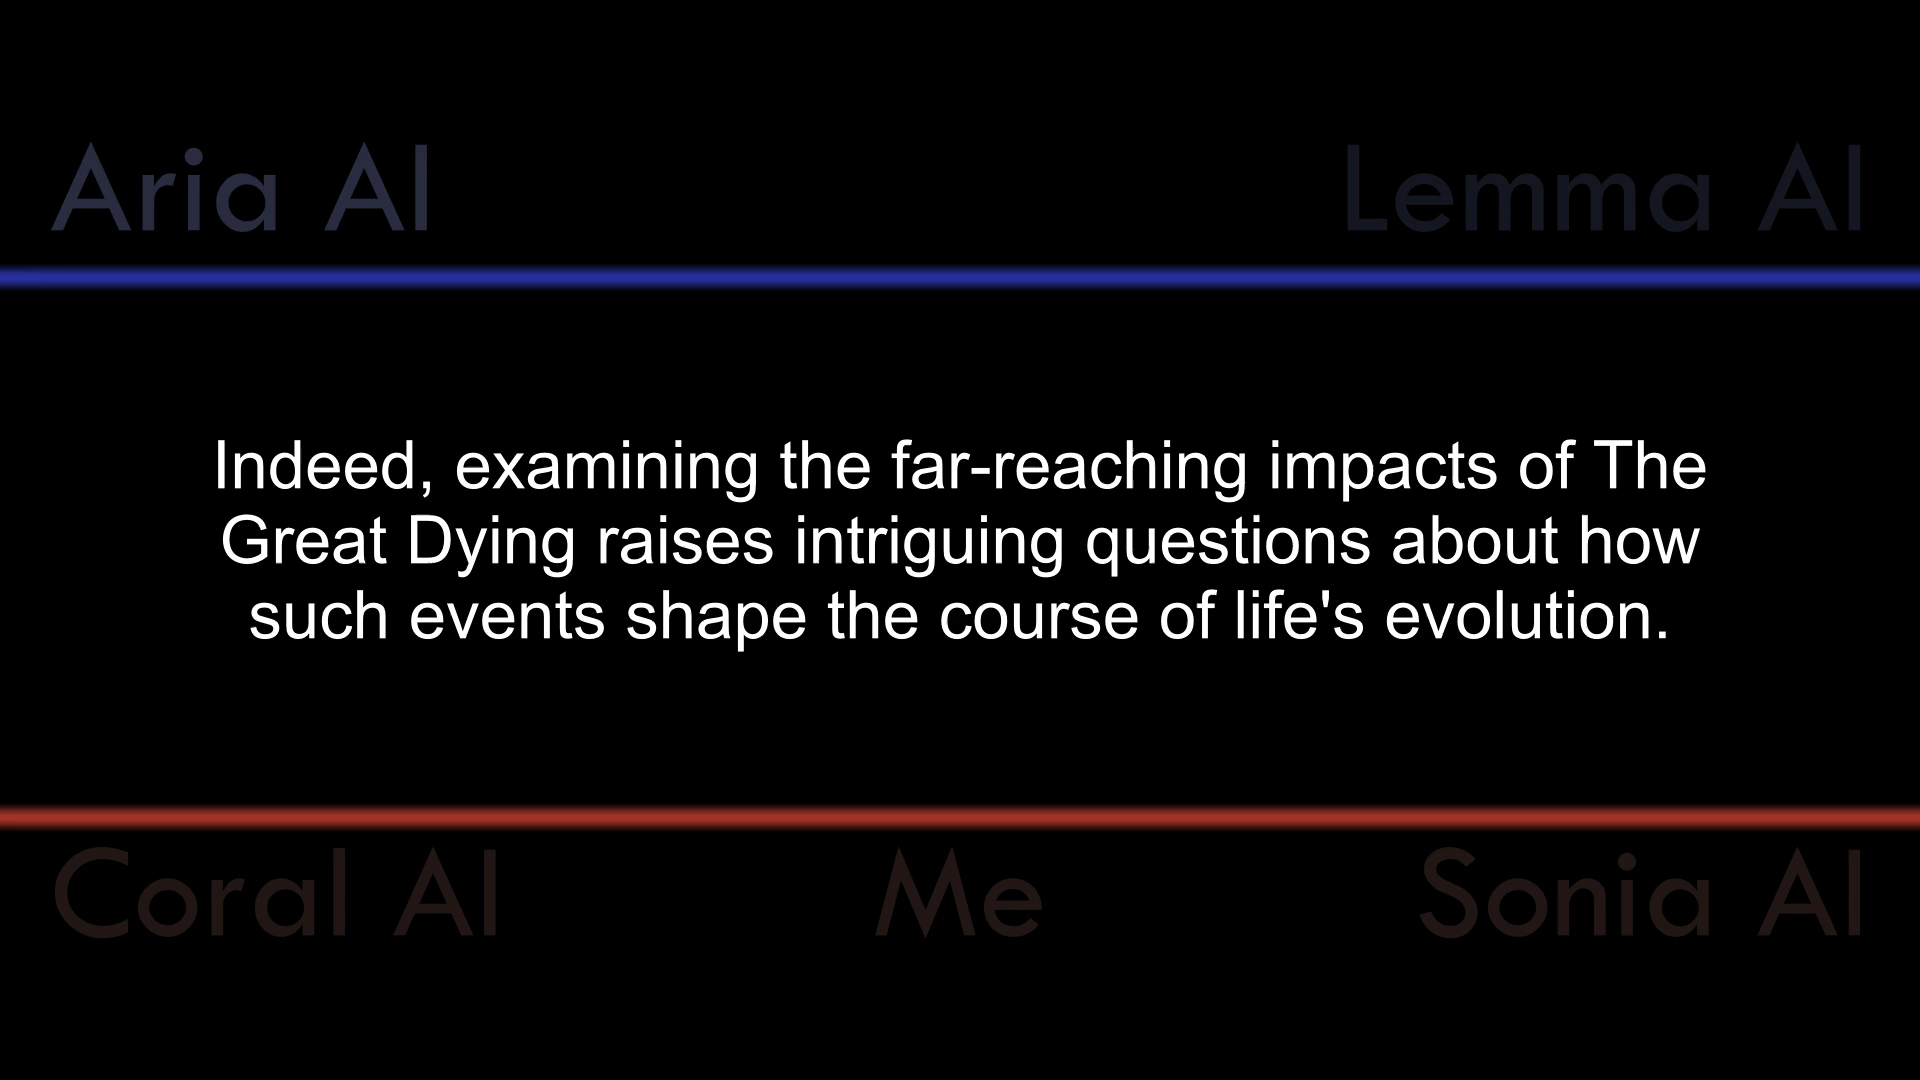 Aria AI
Lemma AI
Indeed, examining the far-reaching impacts of The
Great Dying raises intriguing questions about how
such events shape the course of life's evolution.
Coral AI
Me
Sonia AI